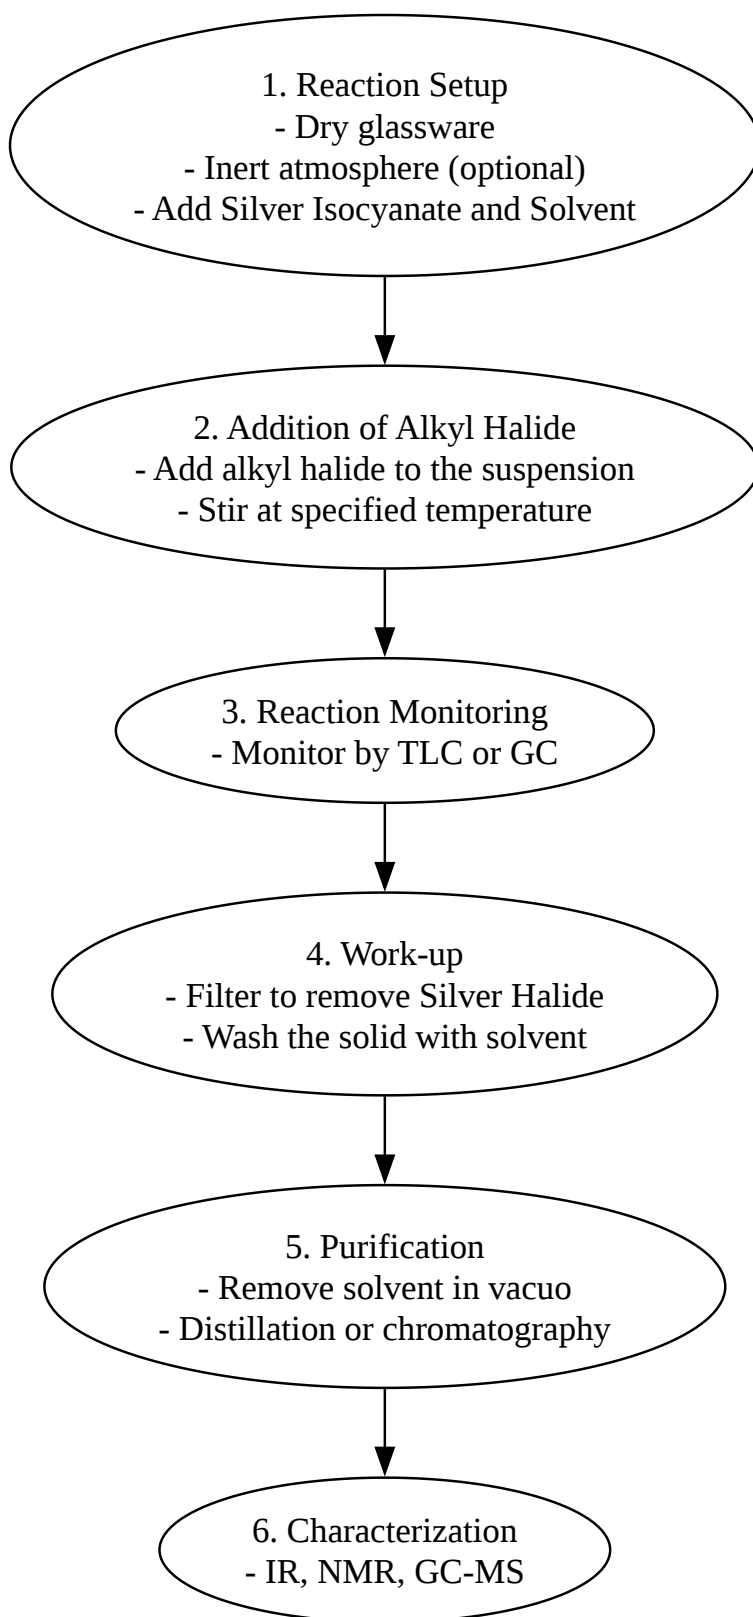 1. Reaction Setup
- Dry glassware
- Inert atmosphere (optional)
- Add Silver Isocyanate and Solvent
2. Addition of Alkyl Halide
- Add alkyl halide to the suspension
- Stir at specified temperature
3. Reaction Monitoring
- Monitor by TLC or GC
4. Work-up
- Filter to remove Silver Halide
- Wash the solid with solvent
5. Purification
- Remove solvent in vacuo
- Distillation or chromatography
6. Characterization
- IR, NMR, GC-MS